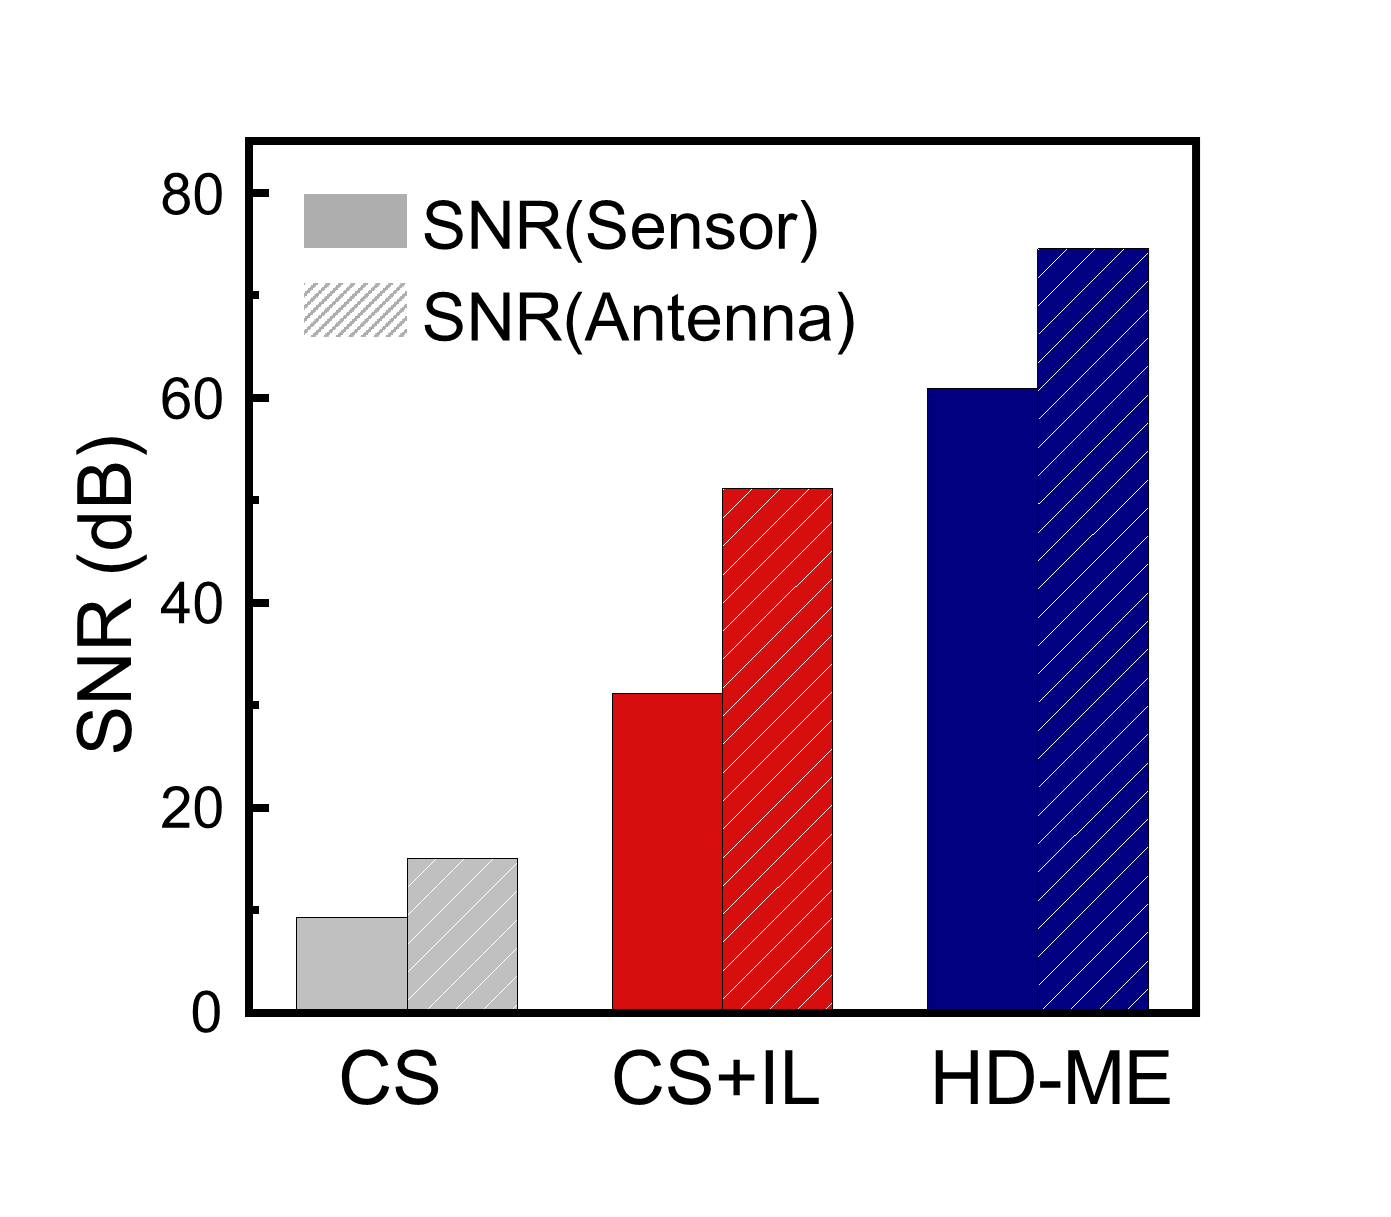 SNR(Sensor)
SNR(Antenna)
SNR (dB)
80
60
40
20
0
CS
CS+IL
HD-ME